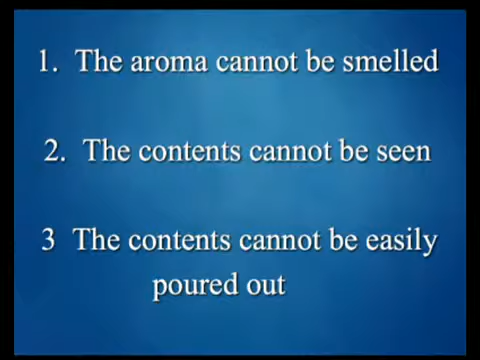 1. The aroma cannot be smelled
2. The contents cannot be seen
3 The contents cannot be easily
poured out